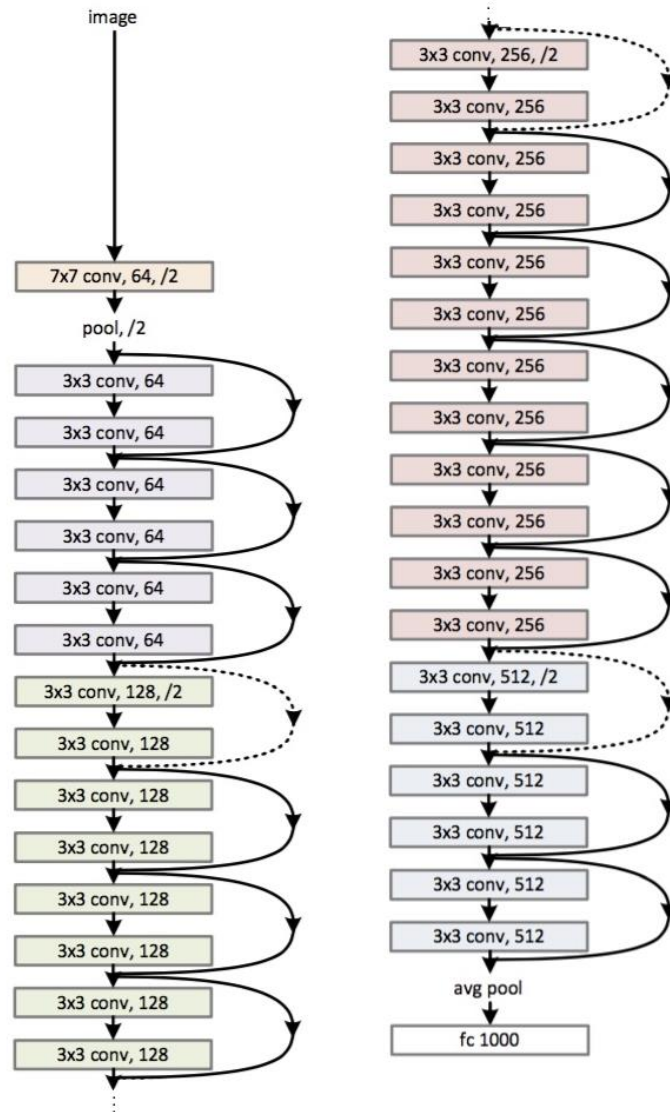 image
7x7 conv, 64, /2
pool, /2
3x3 conv, 64
3x3 conv, 64
3x3 conv, 64
3x3 conv, 64
3x3 conv, 64
3x3 conv, 64
3x3 conv, 128, /2
3x3 conv, 128
3x3 conv, 128
3x3 conv, 128
3x3 conv, 128
3x3 conv, 128
3x3 conv, 128
3x3 conv, 128
3x3 conv, 256, /2
3x3 conv, 256
3x3 conv, 256
3x3 conv, 256
3x3 conv, 256
3x3 conv, 256
3x3 conv, 256
3x3 conv, 256
3x3 conv, 256
3x3 conv, 256
3x3 conv, 256
3x3 conv, 256
3x3 conv, 512, /2
3x3 conv, 512
3x3 conv, 512
3x3 conv, 512
3x3 conv, 512
3x3 conv, 512
avg pool
fc 1000